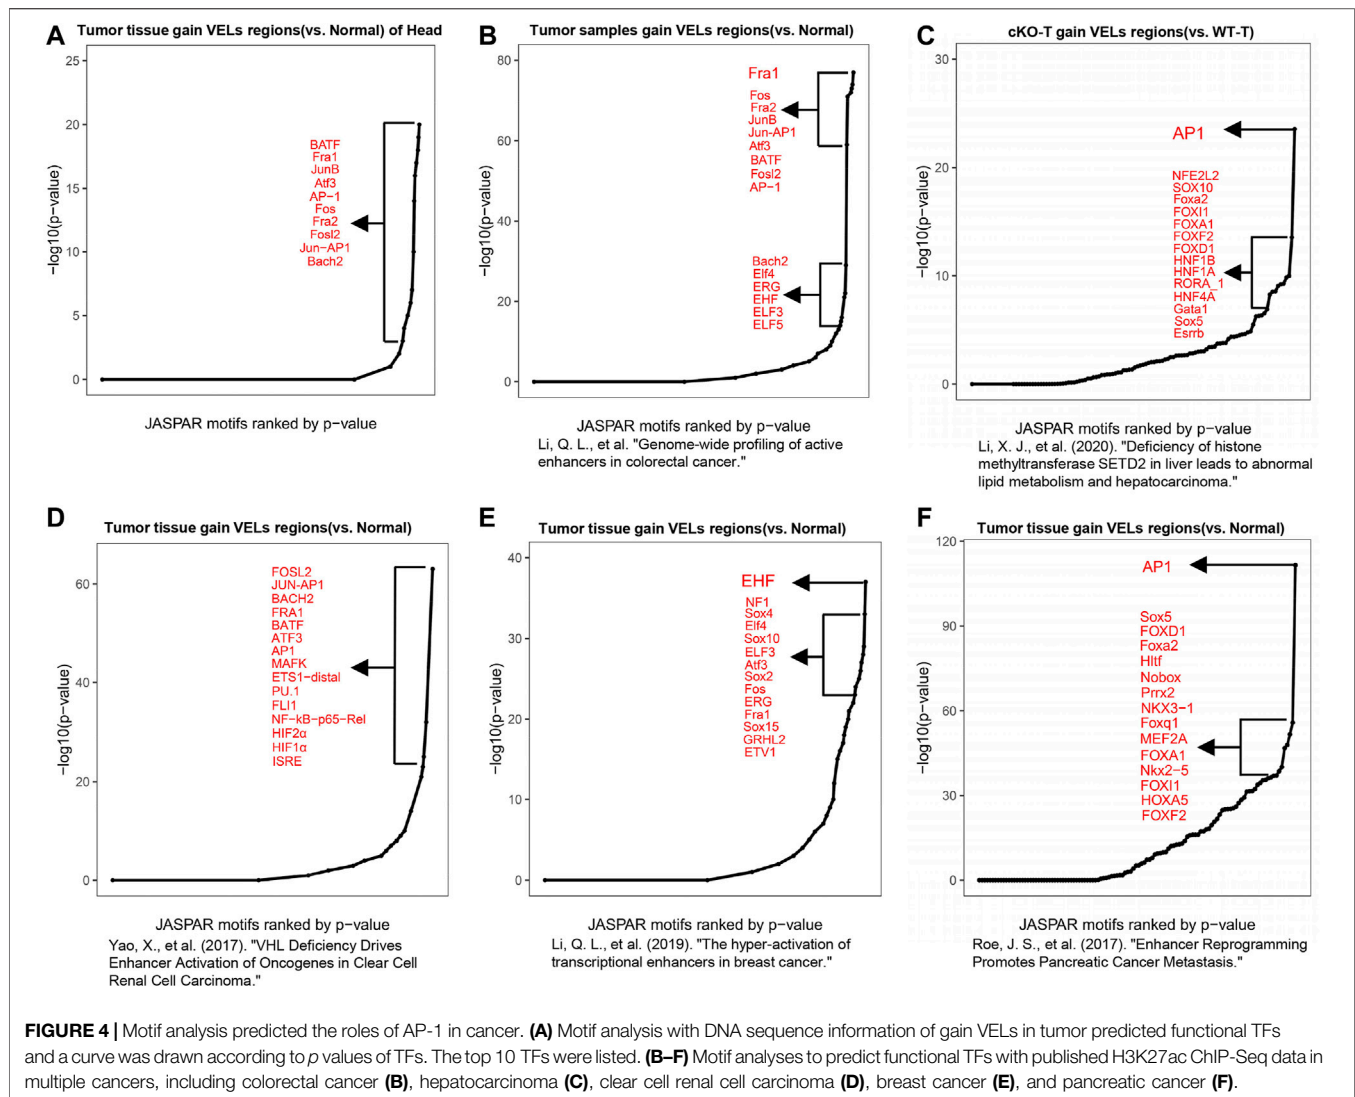 A
Tumor tissue gain VELs regions(vs. Normal) of Head
25
20
15
10
5
0
−log10(p−value)
BATF
Fra1
JunB
Atf3
AP−1
Fos
Fra2
Fosl2
Jun−AP1
Bach2
JASPAR motifs ranked by p−value
B
Tumor samples gain VELs regions(vs. Normal)
80
60
40
20
0
−log10(p−value)
Fra1
Fos
Fra2
JunB
Jun-AP1
Atf3
BATF
Fosl2
AP−1
Bach2
Elf4
ERG
EHF
ELF3
ELF5
JASPAR motifs ranked by p−value
Li, Q. L., et al. "Genome-wide profiling of active
enhancers in colorectal cancer."
C
cKO-T gain VELs regions(vs. WT-T)
30
20
10
0
−log10(p−value)
AP1
NFE2L2
SOX10
Foxa2
FOXI1
FOXA1
FOXF2
FOXD1
HNF1B
HNF1A
RORA_1
HNF4A
Gata1
Sox5
Esrrb
JASPAR motifs ranked by p−value
Li, X. J., et al. (2020). "Deficiency of histone
methyltransferase SETD2 in liver leads to abnormal
lipid metabolism and hepatocarcinoma."
D
Tumor tissue gain VELs regions(vs. Normal)
60
40
20
0
−log10(p−value)
FOSL2
JUN-AP1
BACH2
FRA1
BATF
ATF3
AP1
MAFK
ETS1−distal
PU.1
FLI1
NF−kB−p65−Rel
HIF2α
HIF1α
ISRE
JASPAR motifs ranked by p−value
Yao, X., et al. (2017). "VHL Deficiency Drives
Enhancer Activation of Oncogenes in Clear Cell
Renal Cell Carcinoma."
E
Tumor tissue gain VELs regions(vs. Normal)
40
30
20
10
0
−log10(p−value)
EHF
NF1
Sox4
Elf4
Sox10
ELF3
Atf3
Sox2
Fos
ERG
Fra1
Sox15
GRHL2
ETV1
JASPAR motifs ranked by p−value
Li, Q. L., et al. (2019). "The hyper-activation of
transcriptional enhancers in breast cancer."
F
Tumor tissue gain VELs regions(vs. Normal)
120
90
60
30
0
−log10(p−value)
AP1
Sox5
FOXD1
Foxa2
Hltf
Nobox
Prrx2
NKX3−1
Foxq1
MEF2A
FOXA1
Nkx2−5
FOXI1
HOXA5
FOXF2
JASPAR motifs ranked by p−value
Roe, J. S., et al. (2017). "Enhancer Reprogramming
Promotes Pancreatic Cancer Metastasis."
FIGURE 4 | Motif analysis predicted the roles of AP-1 in cancer. (A) Motif analysis with DNA sequence information of gain VELs in tumor predicted functional TFs
and a curve was drawn according to p values of TFs. The top 10 TFs were listed. (B–F) Motif analyses to predict functional TFs with published H3K27ac ChIP-Seq data in
multiple cancers, including colorectal cancer (B), hepatocarcinoma (C), clear cell renal cell carcinoma (D), breast cancer (E), and pancreatic cancer (F).